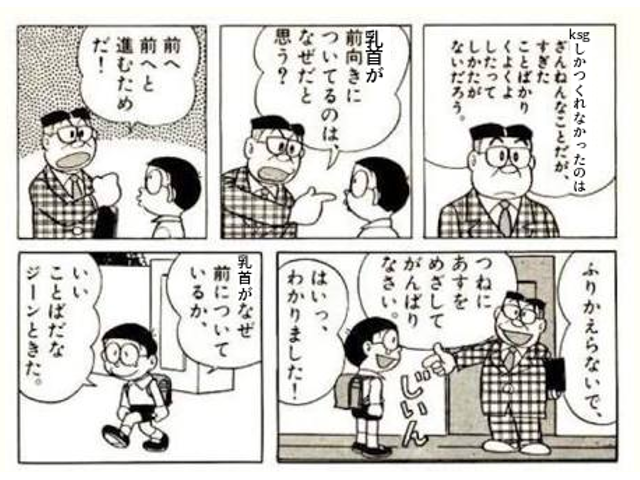 ksgしかつくれなかったのは
ざんねんなことだが、
すぎた
ことばかり
くよくよ
したって
しかたが
ないだろう。
乳首が
前向きに
ついてるのは、
なぜだと
思う？
前へ
前へと
進むため
だ！
ふりかえらないで、
つねに
あすを
めざして
がんばり
なさい。
じいん
はいっ、
わかりました！
乳首がなぜ
前について
いるか、
いい
ことばだな
ジーンときた。